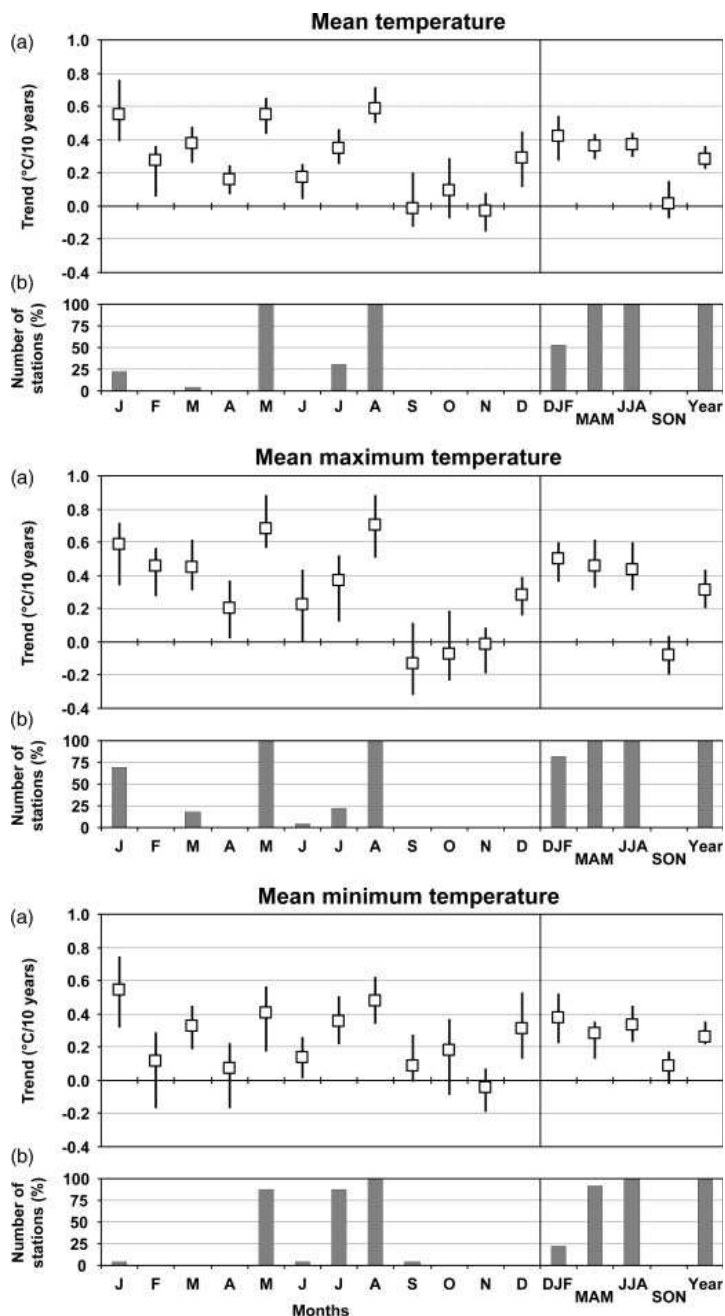 Mean temperature
(a)
Trend (°C/10 years)
1.0
0.8
0.6
0.4
0.2
0.0
-0.2
-0.4
(b)
Number of
stations (%)
100
75
50
25
0
J F M A M J J A S O N D DJF JJA Year
MAM SON
Mean maximum temperature
(a)
Trend (°C/10 years)
1.0
0.8
0.6
0.4
0.2
0.0
-0.2
-0.4
(b)
Number of
stations (%)
100
75
50
25
0
J F M A M J J A S O N D DJF JJA Year
MAM SON
Mean minimum temperature
(a)
Trend (°C/10 years)
1.0
0.8
0.6
0.4
0.2
0.0
-0.2
-0.4
(b)
Number of
stations (%)
100
75
50
25
0
J F M A M J J A S O N D DJF JJA Year
MAM SON
Months